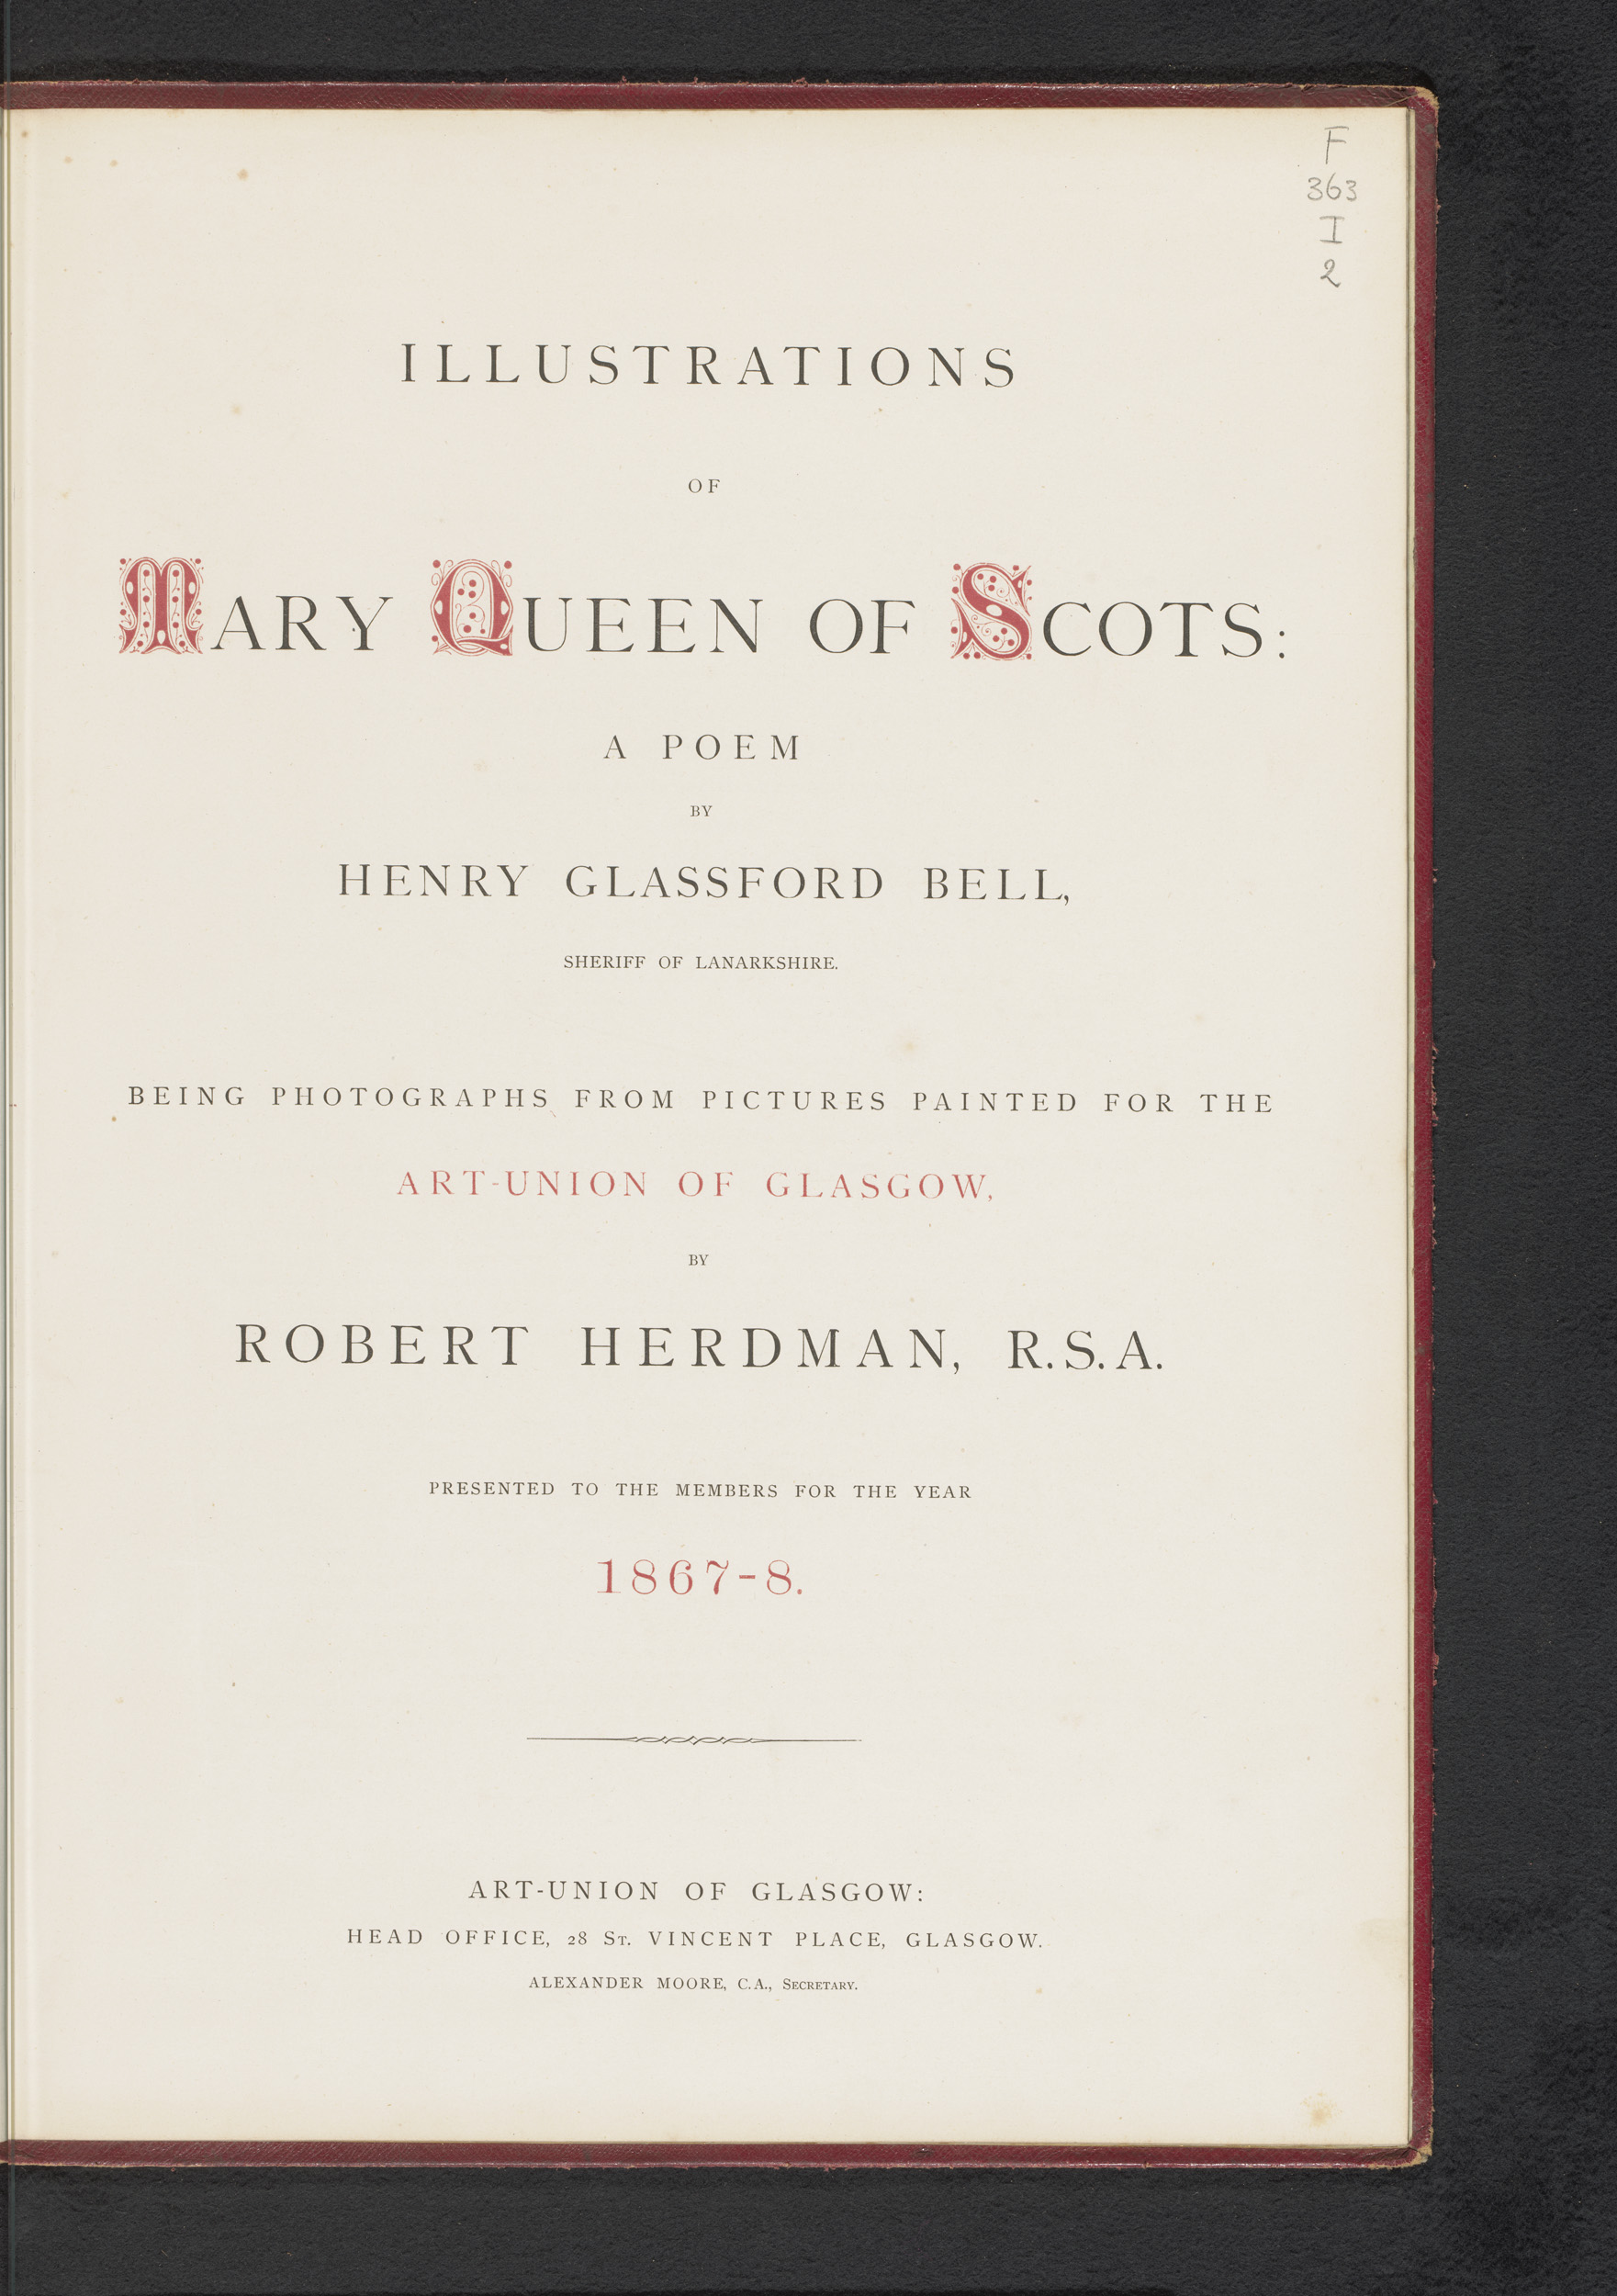 F
363
I
2
ILLUSTRATIONS
OF
MARY QUEEN OF SCOTS:
A POEM
BY
HENRY GLASSFORD BELL,
SHERIFF OF LANARKSHIRE.
BEING PHOTOGRAPHS FROM PICTURES PAINTED FOR THE
ART-UNION OF GLASGOW,
BY
ROBERT HERDMAN, R.S.A.
PRESENTED TO THE MEMBERS FOR THE YEAR
1867-8.
ART-UNION OF GLASGOW:
HEAD OFFICE, 28 ST. VINCENT PLACE, GLASGOW.
ALEXANDER MOORE, C.A., SECRETARY.